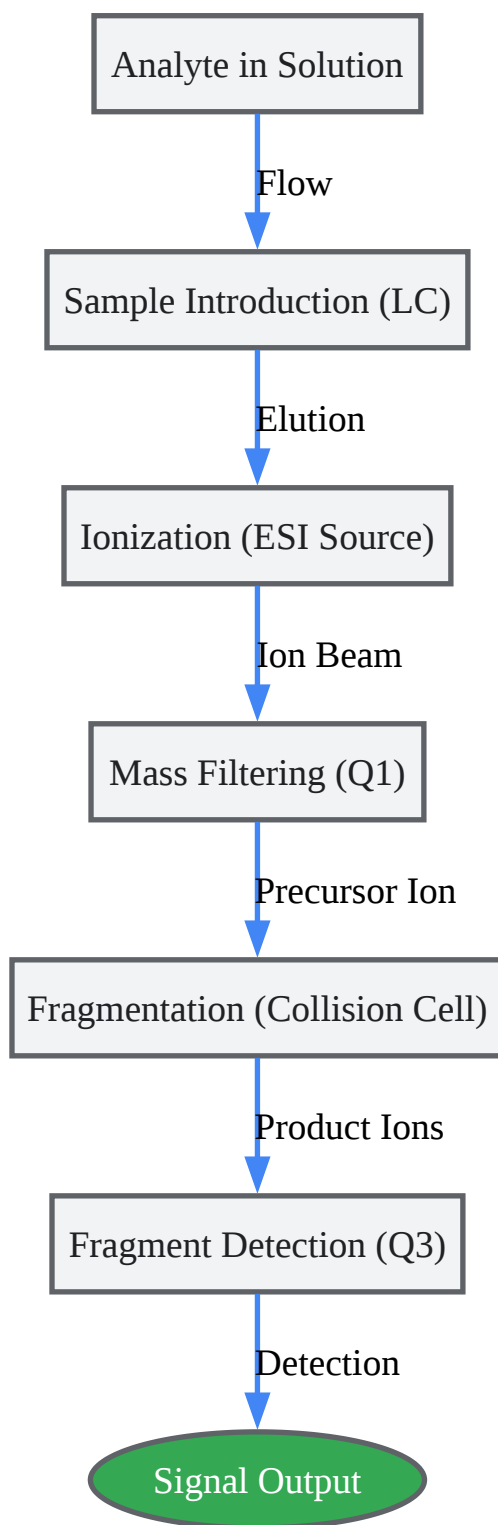 Analyte in Solution
Flow
Sample Introduction (LC)
Elution
Ionization (ESI Source)
Ion Beam
Mass Filtering (Q1)
Precursor Ion
Fragmentation (Collision Cell)
Product Ions
Fragment Detection (Q3)
Detection
Signal Output